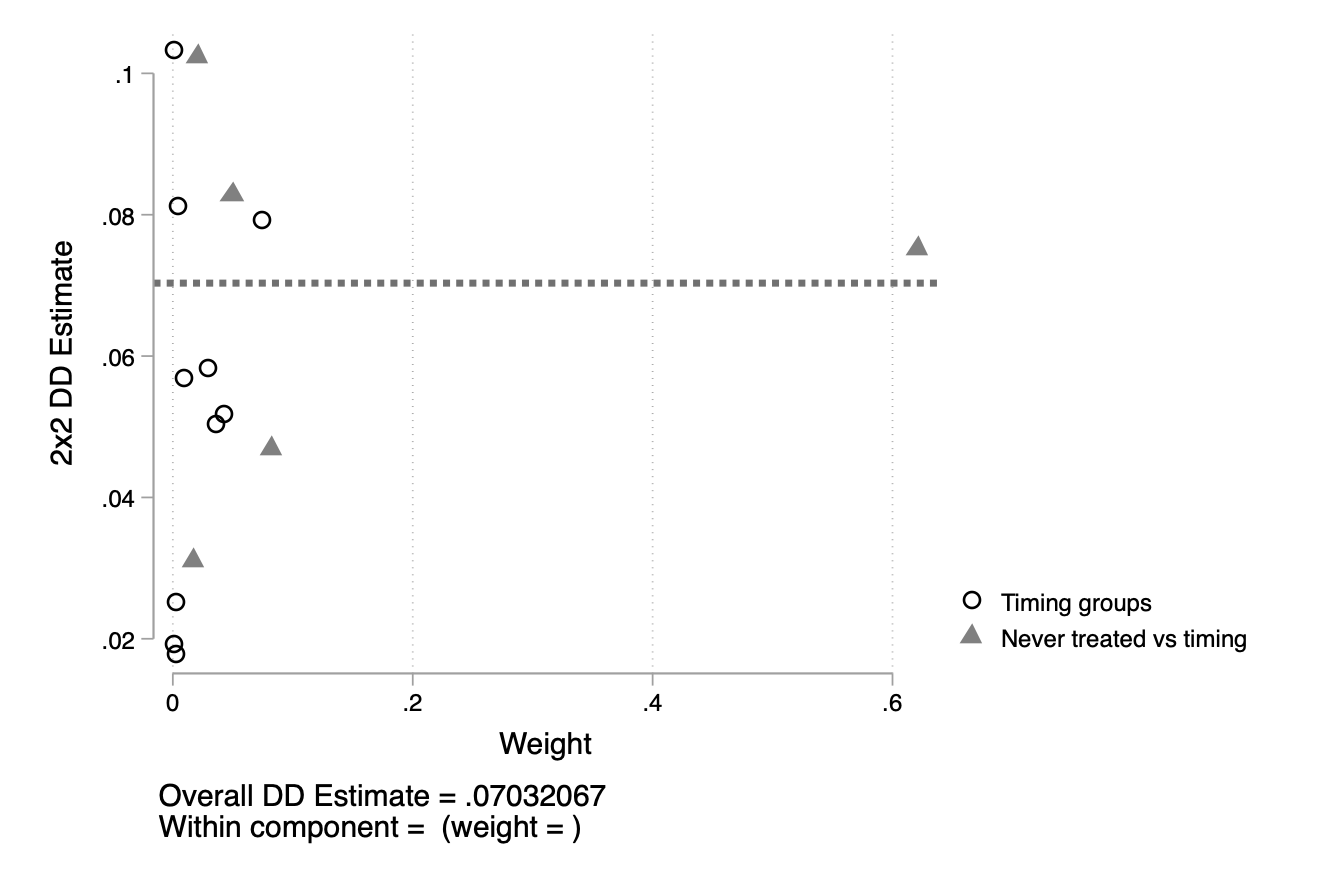 .1
.08
.06
.04
.02
2x2 DD Estimate
0
.2
.4
.6
Weight
Timing groups
Never treated vs timing
Overall DD Estimate = .07032067
Within component =  (weight = )